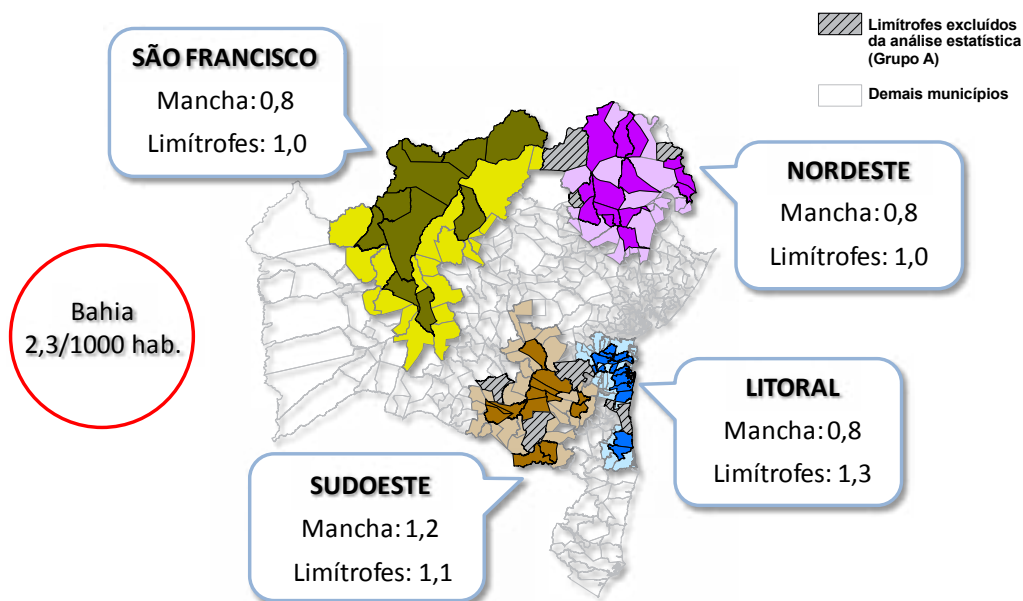 Limítrofes excluídos
da análise estatística
(Grupo A)
Demais municípios
SÃO FRANCISCO
Mancha: 0,8
Limítrofes: 1,0
NORDESTE
Mancha: 0,8
Limítrofes: 1,0
Bahia
2,3/1000 hab.
LITORAL
Mancha: 0,8
Limítrofes: 1,3
SUDOESTE
Mancha: 1,2
Limítrofes: 1,1